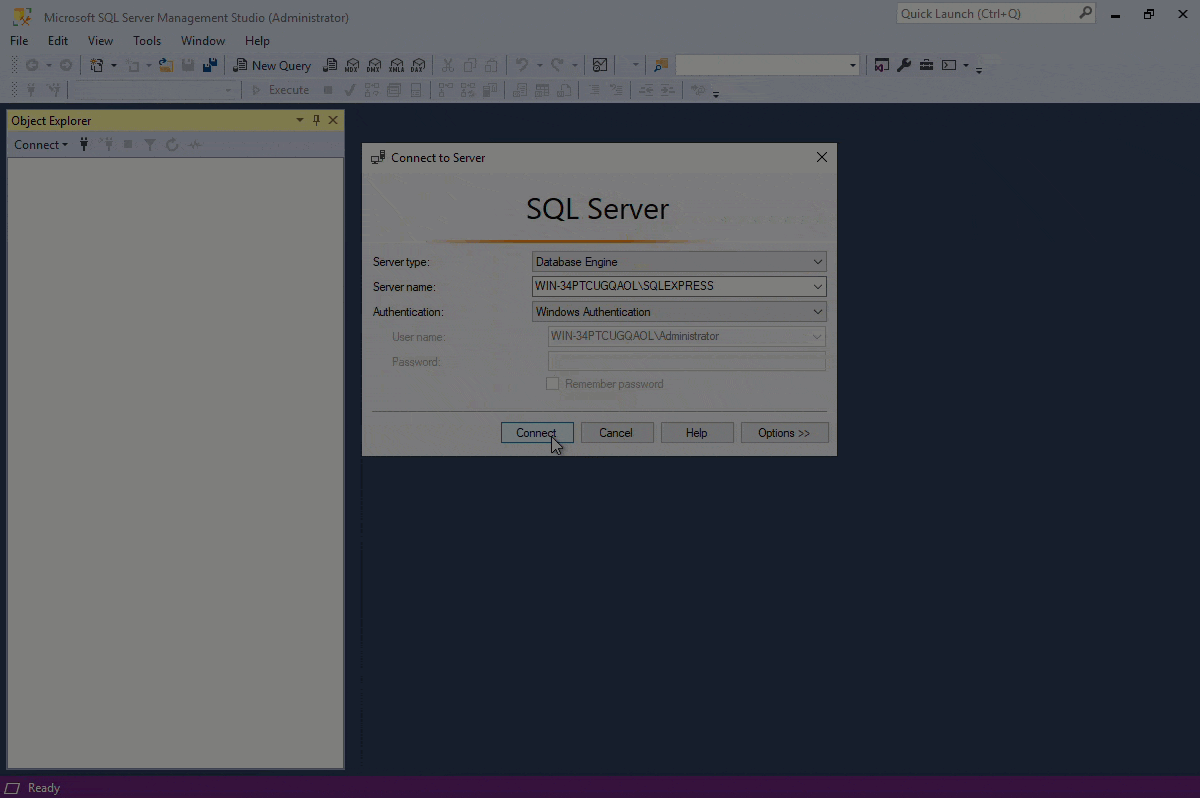 Microsoft SQL Server Management Studio (Administrator)
Quick Launch (Ctrl+Q)
File Edit View Tools Window Help
New Query MDX DMX XMLA DAX
Execute
Object Explorer
Connect
Connect to Server
SQL Server
Server type: Database Engine
Server name: WIN-34PTCUGQAOL\SQLEXPRESS
Authentication: Windows Authentication
User name: WIN-34PTCUGQAOL\Administrator
Password:
Remember password
Connect Cancel Help Options >>
Ready